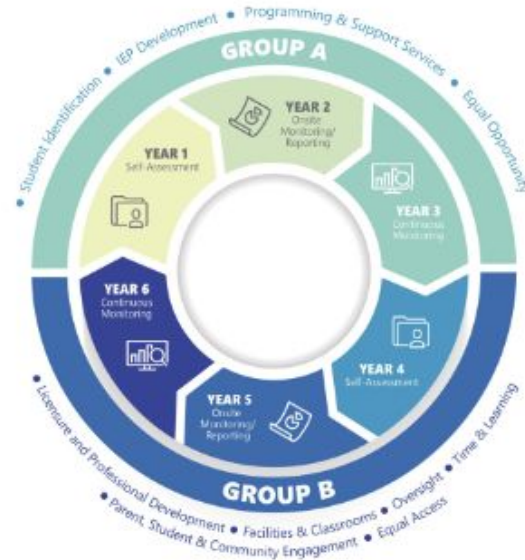 • Student Identification • IEP Development • Programming & Support Services • Equal Opportunity
GROUP A
YEAR 1
Self-Assessment
YEAR 2
Onsite
Monitoring/
Reporting
YEAR 3
Continuous
Monitoring
YEAR 4
Self-Assessment
YEAR 5
Onsite
Monitoring/
Reporting
YEAR 6
Continuous
Monitoring
GROUP B
• Licensure and Professional Development • Facilities & Classrooms • Oversight • Time & Learning
• Parent, Student & Community Engagement • Equal Access